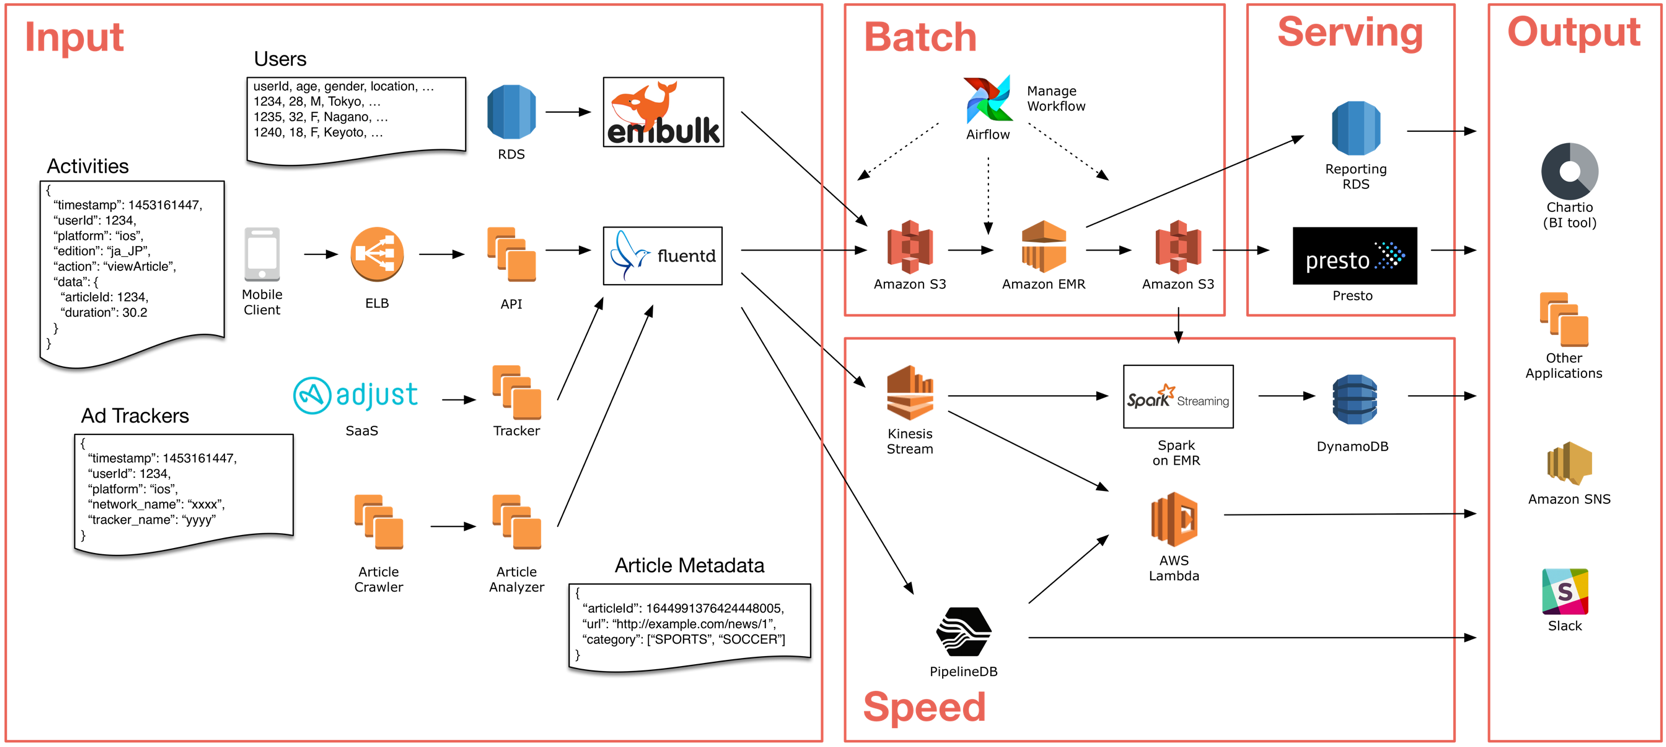 Input
Users
userId, age, gender, location, …
1234, 28, M, Tokyo, …
1235, 32, F, Nagano, …
1240, 18, F, Keyoto, …
RDS
embulk
Activities
{
“timestamp”: 1453161447,
“userId”: 1234,
“platform”: “ios”,
“edition”: “ja_JP”,
“action”: “viewArticle”,
“data”: {
“articleId”: 1234,
“duration”: 30.2
}
}
Mobile
Client
ELB
API
fluentd
adjust
SaaS
Tracker
Ad Trackers
{
“timestamp”: 1453161447,
“userId”: 1234,
“platform”: “ios”,
“network_name”: “xxxx”,
“tracker_name”: “yyyy”
}
Article
Crawler
Article
Analyzer
Article Metadata
{
“articleId”: 1644991376424448005,
“url”: “http://example.com/news/1”,
“category”: [“SPORTS”, “SOCCER”]
}
Batch
Airflow
Manage
Workflow
Amazon S3
Amazon EMR
Amazon S3
Serving
Reporting
RDS
presto
Presto
Speed
Kinesis
Stream
Spark Streaming
Spark
on EMR
DynamoDB
AWS
Lambda
PipelineDB
Output
Chartio
(BI tool)
Other
Applications
Amazon SNS
S
Slack